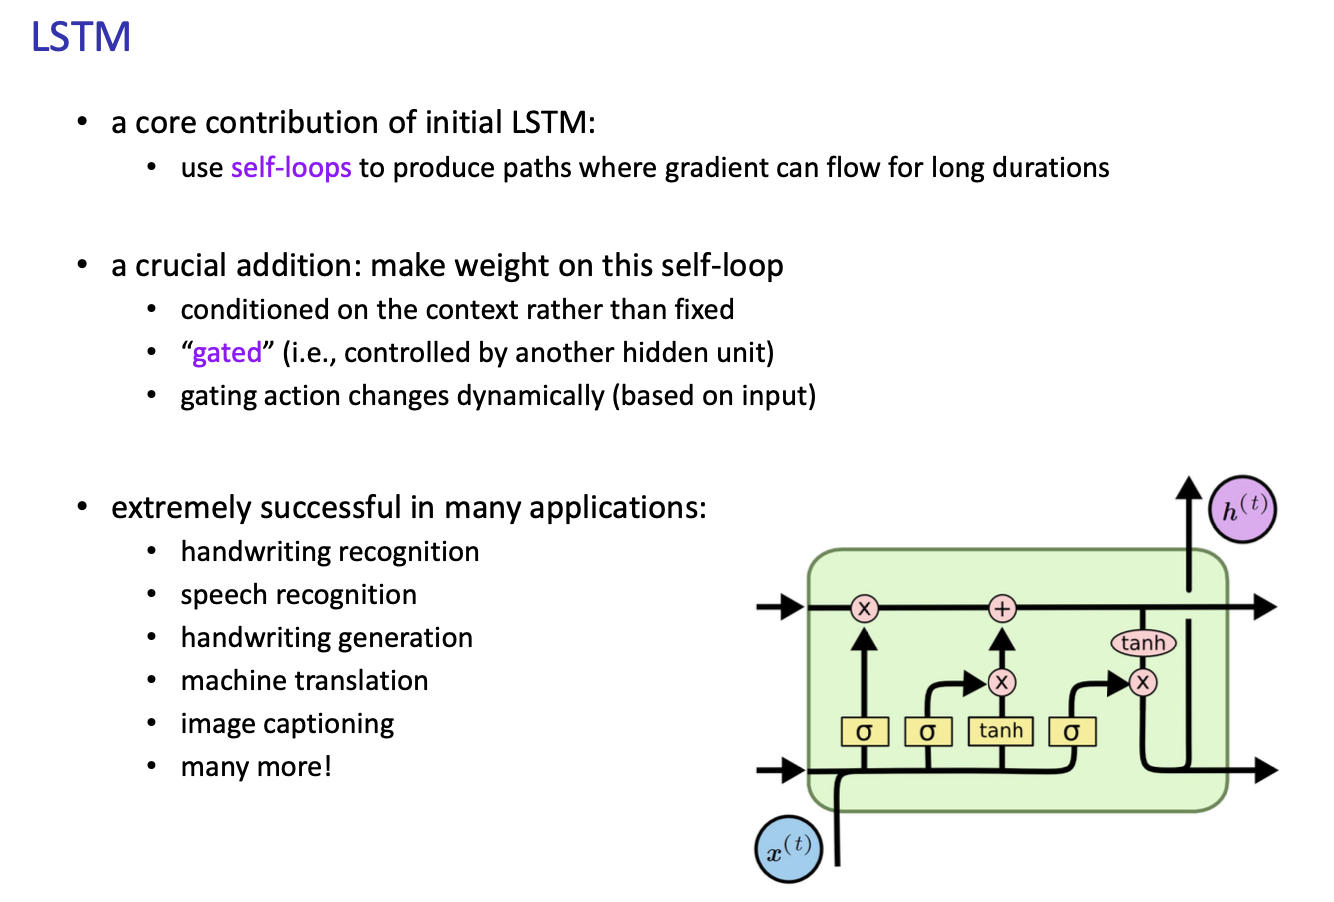 LSTM
• a core contribution of initial LSTM:
• use self-loops to produce paths where gradient can flow for long durations
• a crucial addition: make weight on this self-loop
• conditioned on the context rather than fixed
• “gated” (i.e., controlled by another hidden unit)
• gating action changes dynamically (based on input)
• extremely successful in many applications:
• handwriting recognition
• speech recognition
• handwriting generation
• machine translation
• image captioning
• many more!
h^(t)
x +
tanh
x x
σ σ tanh σ
x^(t)